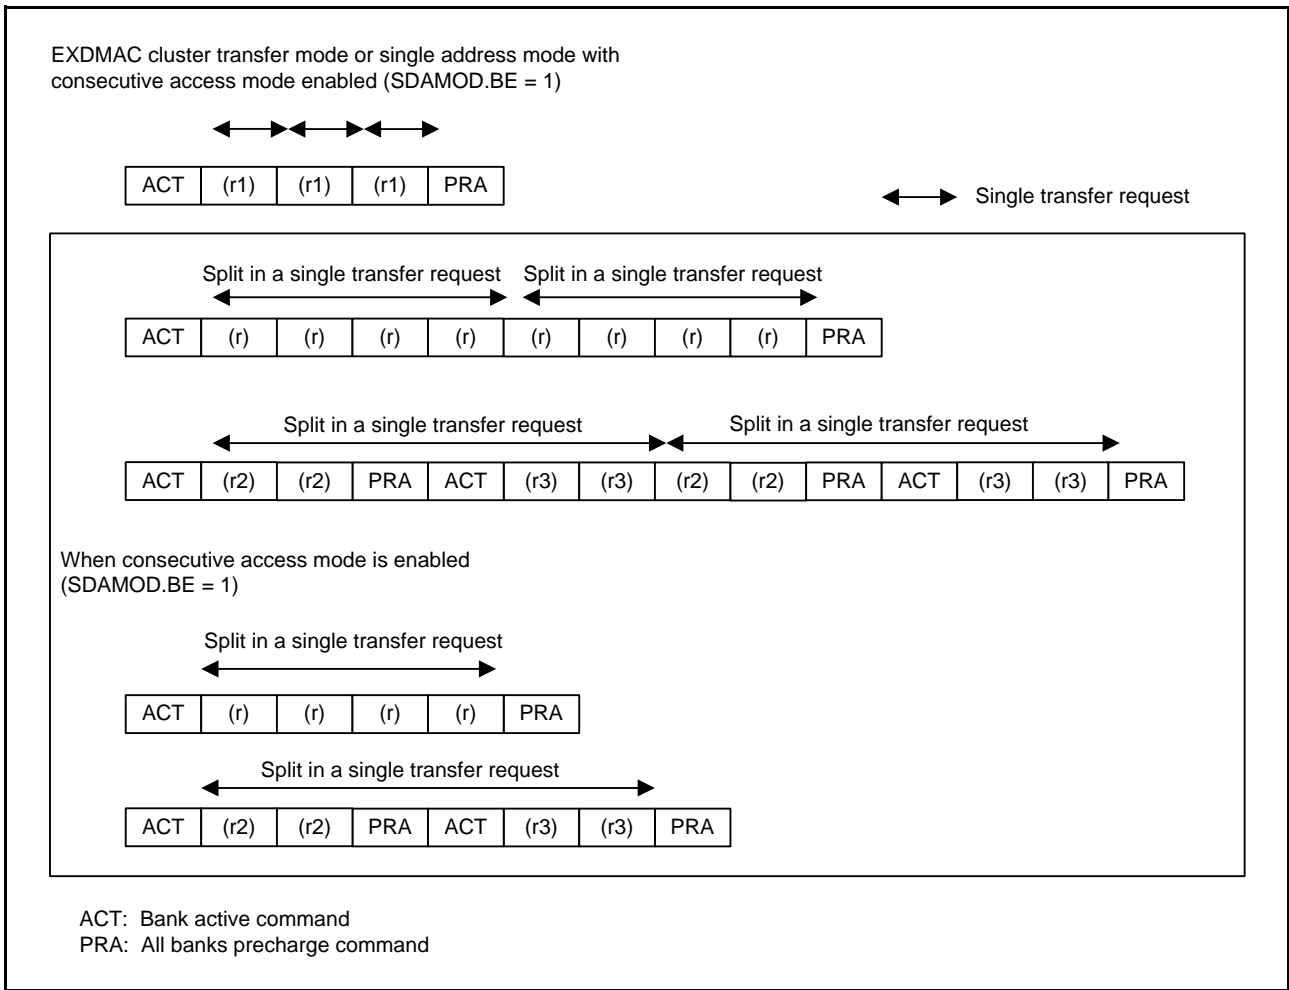 EXDMAC cluster transfer mode or single address mode with
consecutive access mode enabled (SDAMOD.BE = 1)
ACT (r1) (r1) (r1) PRA
Single transfer request
Split in a single transfer request Split in a single transfer request
ACT (r) (r) (r) (r) (r) (r) (r) (r) PRA
Split in a single transfer request Split in a single transfer request
ACT (r2) (r2) PRA ACT (r3) (r3) (r2) (r2) PRA ACT (r3) (r3) PRA
When consecutive access mode is enabled
(SDAMOD.BE = 1)
Split in a single transfer request
ACT (r) (r) (r) (r) PRA
Split in a single transfer request
ACT (r2) (r2) PRA ACT (r3) (r3) PRA
ACT: Bank active command
PRA: All banks precharge command